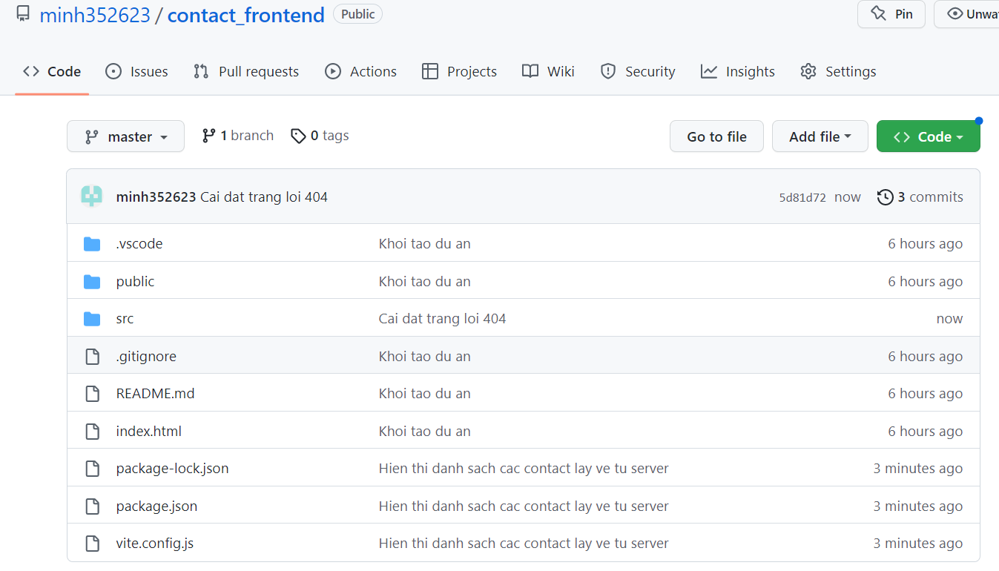 minh352623 / contact_frontend Public Pin Unwa
Code Issues Pull requests Actions Projects Wiki Security Insights Settings
master 1 branch 0 tags Go to file Add file Code
minh352623 Cai dat trang loi 404 5d81d72 now 3 commits
.vscode Khoi tao du an 6 hours ago
public Khoi tao du an 6 hours ago
src Cai dat trang loi 404 now
.gitignore Khoi tao du an 6 hours ago
README.md Khoi tao du an 6 hours ago
index.html Khoi tao du an 6 hours ago
package-lock.json Hien thi danh sach cac contact lay ve tu server 3 minutes ago
package.json Hien thi danh sach cac contact lay ve tu server 3 minutes ago
vite.config.js Hien thi danh sach cac contact lay ve tu server 3 minutes ago